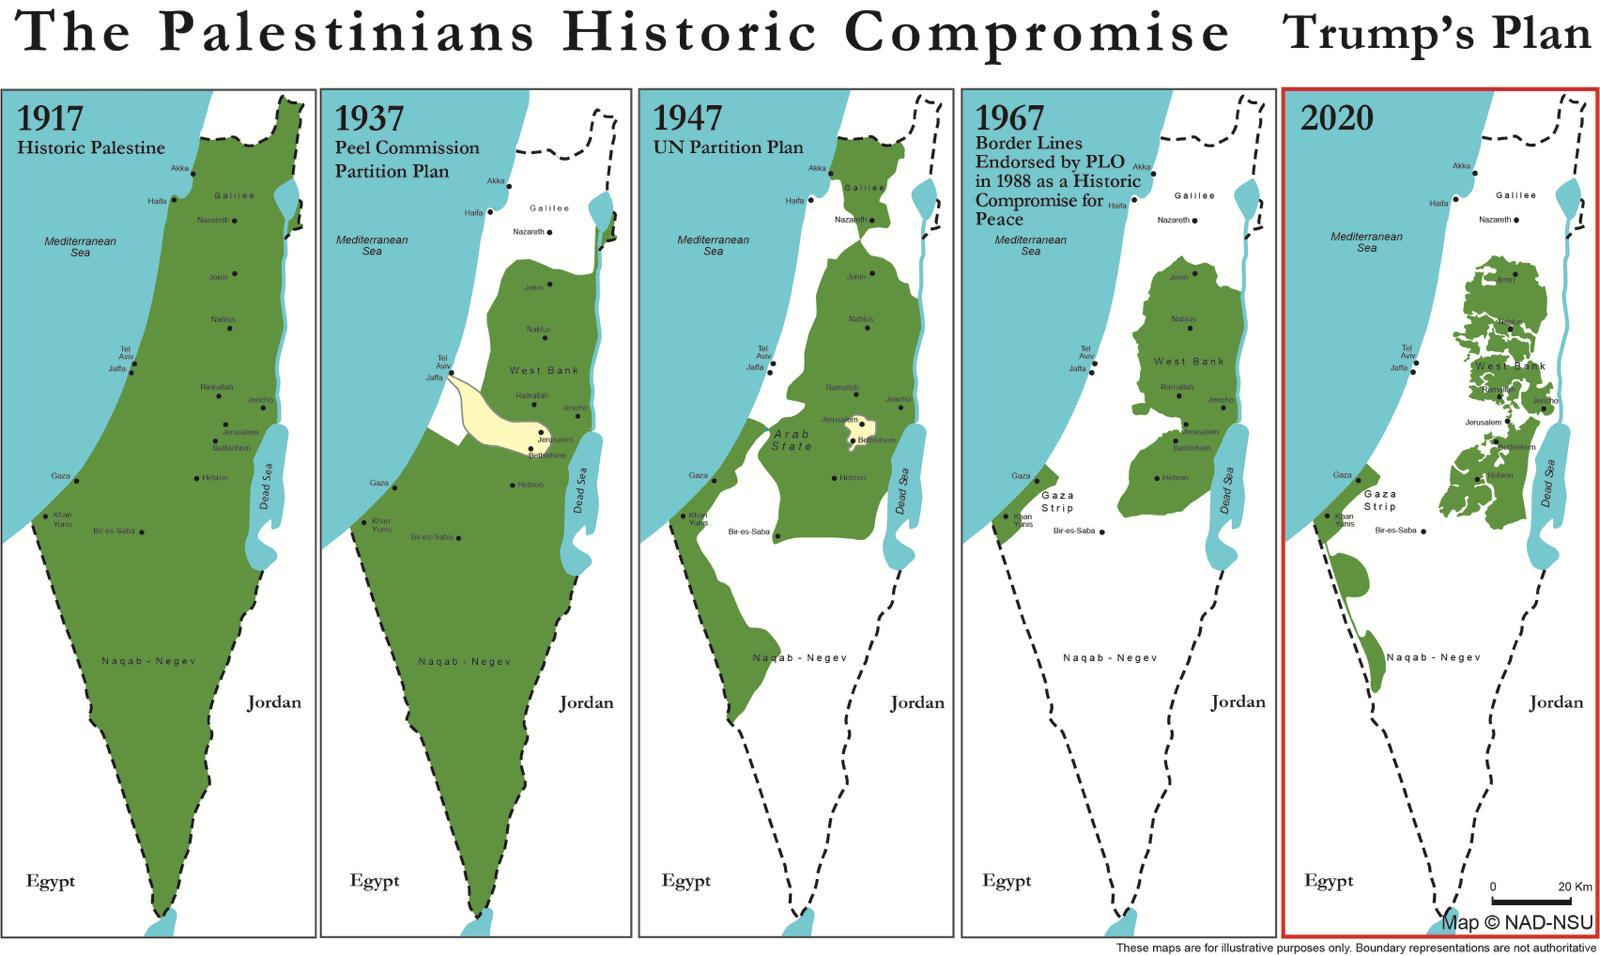 The Palestinians Historic Compromise
Trump's Plan
1917
Historic Palestine
Akka
Haifa
Galilee
Nazareth
Mediterranean
Sea
Jenin
Nablus
Tel
Aviv
Jaffa
Ramallah
Jericho
Jerusalem
Bethlehem
Gaza
Hebron
Dead Sea
Khan
Yunis
Bir-es-Saba
Naqab - Negev
Jordan
Egypt
1937
Peel Commission
Partition Plan
Akka
Haifa
Galilee
Nazareth
Mediterranean
Sea
Jenin
Nablus
Tel
Aviv
Jaffa
West Bank
Ramallah
Jericho
Jerusalem
Bethlehem
Gaza
Hebron
Dead Sea
Khan
Yunis
Bir-es-Saba
Naqab - Negev
Jordan
Egypt
1947
UN Partition Plan
Akka
Haifa
Galilee
Nazareth
Mediterranean
Sea
Jenin
Nablus
Tel
Aviv
Jaffa
Ramallah
Jericho
Jerusalem
Arab
State
Bethlehem
Gaza
Hebron
Dead Sea
Khan
Yunis
Bir-es-Saba
Naqab - Negev
Jordan
Egypt
1967
Border Lines
Endorsed by PLO
in 1988 as a Historic
Compromise for
Peace
Akka
Haifa
Galilee
Nazareth
Mediterranean
Sea
Jenin
Nablus
Tel
Aviv
Jaffa
West Bank
Ramallah
Jericho
Jerusalem
Bethlehem
Gaza
Hebron
Dead Sea
Gaza
Strip
Khan
Yunis
Bir-es-Saba
Naqab - Negev
Jordan
Egypt
2020
Akka
Haifa
Galilee
Nazareth
Mediterranean
Sea
Jenin
Nablus
Tel
Aviv
Jaffa
West Bank
Ramallah
Jericho
Jerusalem
Bethlehem
Gaza
Hebron
Dead Sea
Gaza
Strip
Khan
Yunis
Bir-es-Saba
Naqab - Negev
Jordan
Egypt
0 20 Km
Map © NAD-NSU
These maps are for illustrative purposes only. Boundary representations are not authoritative